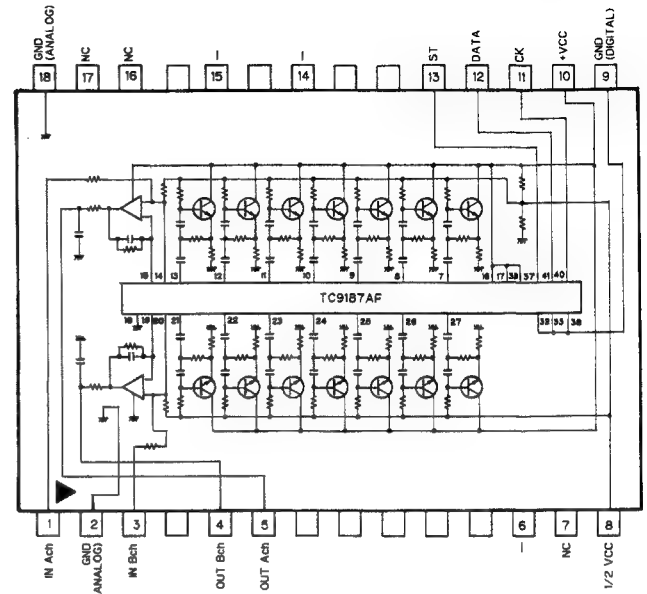 GND
(ANALOG)
NC
NC
I
I
ST
DATA
CK
+VCC
GND
(DIGITAL)
18
17
16
15
14
13
12
11
10
9
15
14
13
12
11
10
9
8
7
16
17
39
37
41
40
TC9187AF
18
19
20
21
22
23
24
25
26
27
32
33
38
1
2
3
4
5
6
7
8
IN Ach
GND
ANALOG)
IN Bch
OUT Bch
OUT Ach
I
NC
1/2 VCC